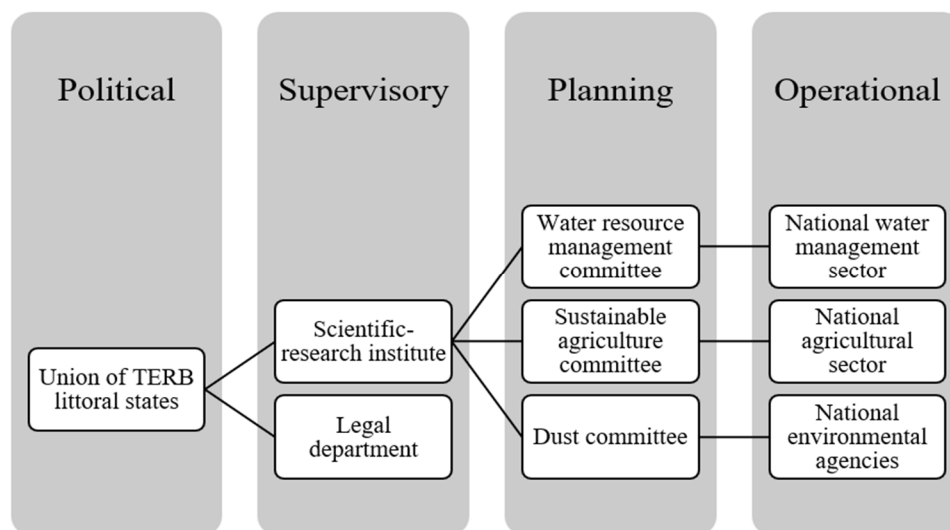 Political
Supervisory
Planning
Operational
Union of TERB
littoral states
Scientific-
research institute
Legal
department
Water resource
management
committee
Sustainable
agriculture
committee
Dust committee
National water
management
sector
National
agricultural
sector
National
environmental
agencies